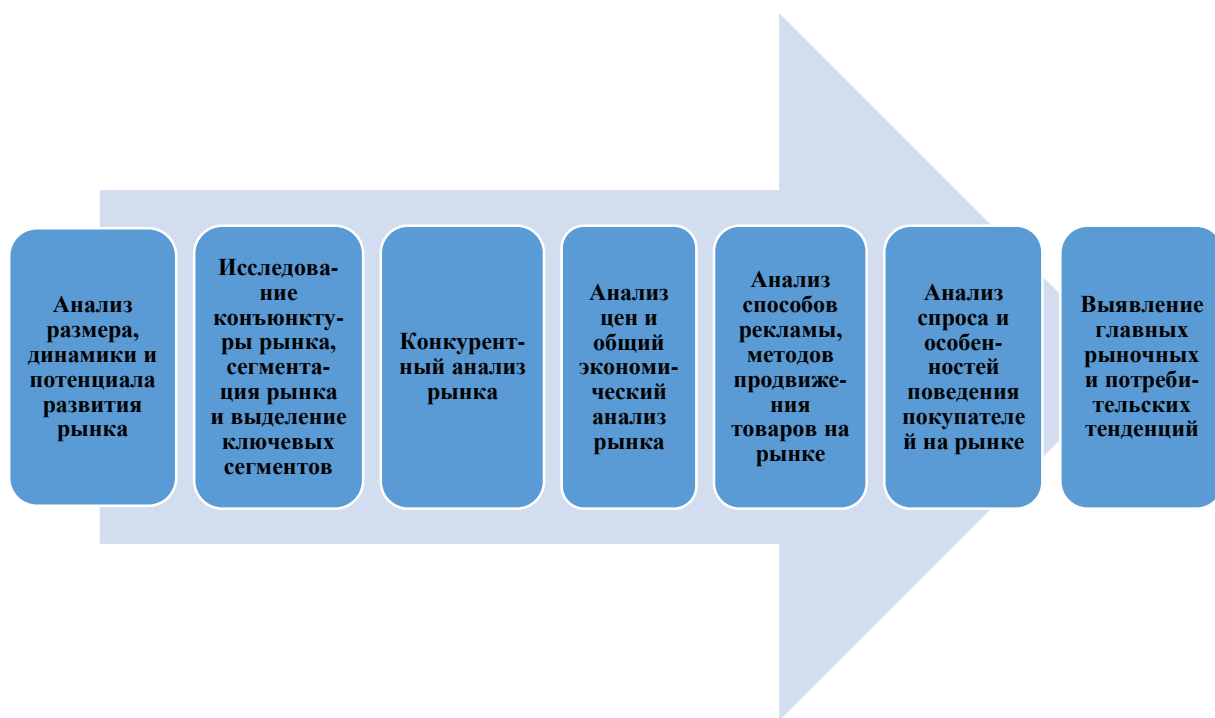 Анализ
размера,
динамики и
потенциала
развития
рынка
Исследова-
ние
конъюнкту-
ры рынка,
сегмента-
ция рынка
и выделение
ключевых
сегментов
Конкурент-
ный анализ
рынка
Анализ
цен и
общий
экономи-
ческий
анализ
рынка
Анализ
способов
рекламы,
методов
продвиже-
ния
товаров на
рынке
Анализ
спроса и
особен-
ностей
поведения
покупателе
й на рынке
Выявление
главных
рыночных
и потреби-
тельских
тенденций